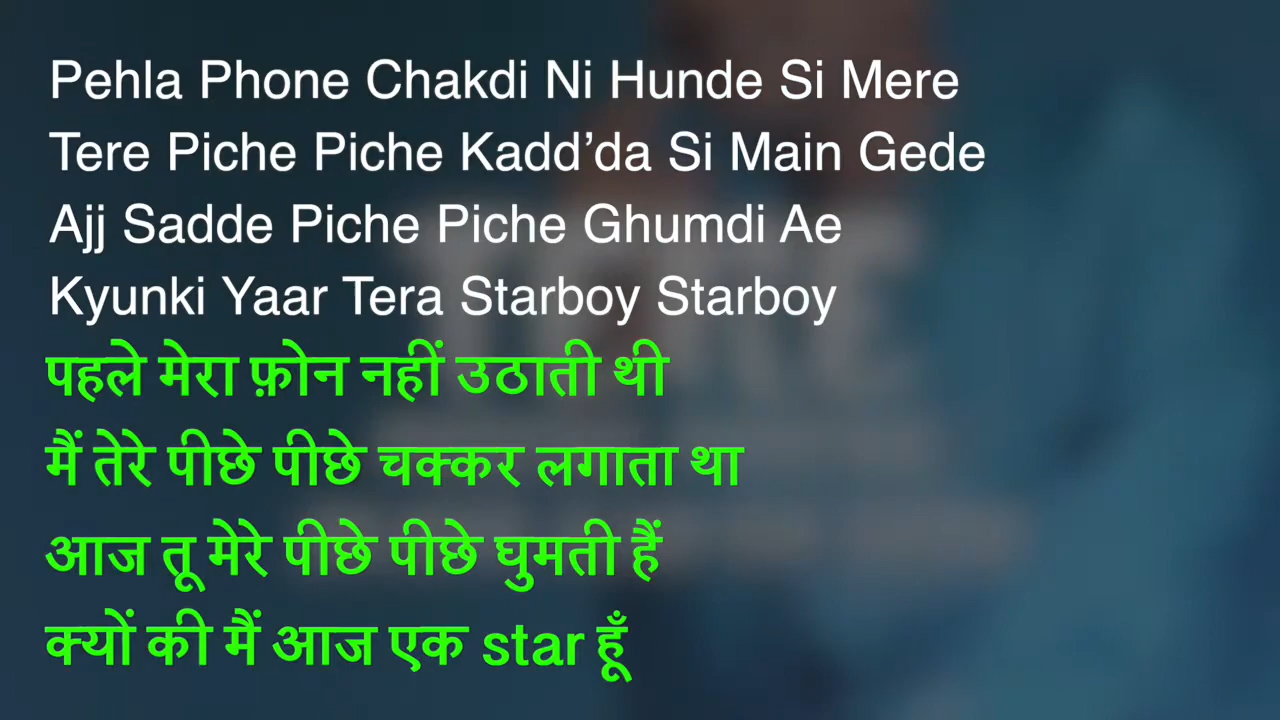 Pehla Phone Chakdi Ni Hunde Si Mere
Tere Piche Piche Kadd’da Si Main Gede
Ajj Sadde Piche Piche Ghumdi Ae
Kyunki Yaar Tera Starboy Starboy
पहले मेरा फ़ोन नहीं उठाती थी
मैं तेरे पीछे पीछे चक्कर लगाता था
आज तू मेरे पीछे पीछे घुमती हैं
क्यों की मैं आज एक star हूँ